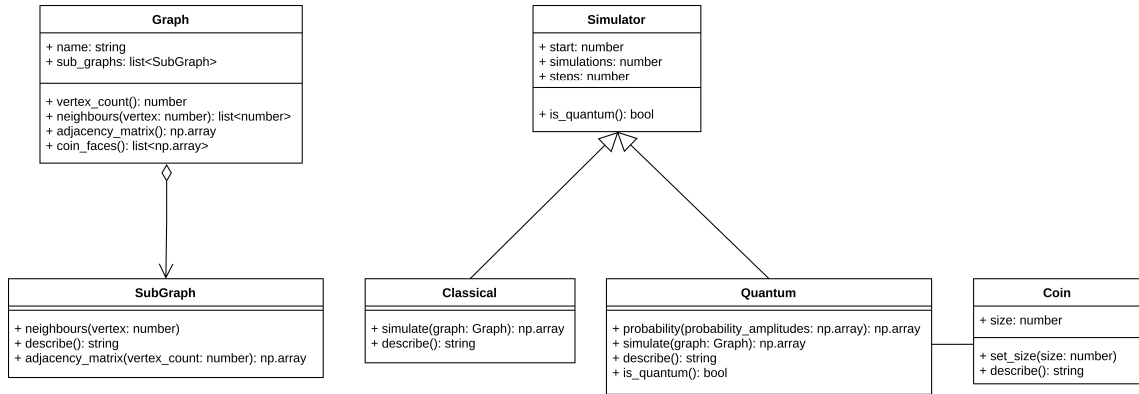 Graph
+ name: string
+ sub_graphs: list<SubGraph>
+ vertex_count(): number
+ neighbours(vertex: number): list<number>
+ adjacency_matrix(): np.array
+ coin_faces(): list<np.array>
Simulator
+ start: number
+ simulations: number
+ steps: number
+ is_quantum(): bool
SubGraph
+ neighbours(vertex: number)
+ describe(): string
+ adjacency_matrix(vertex_count: number): np.array
Classical
+ simulate(graph: Graph): np.array
+ describe(): string
Quantum
+ probability(probability_amplitudes: np.array): np.array
+ simulate(graph: Graph): np.array
+ describe(): string
+ is_quantum(): bool
Coin
+ size: number
+ set_size(size: number)
+ describe(): string